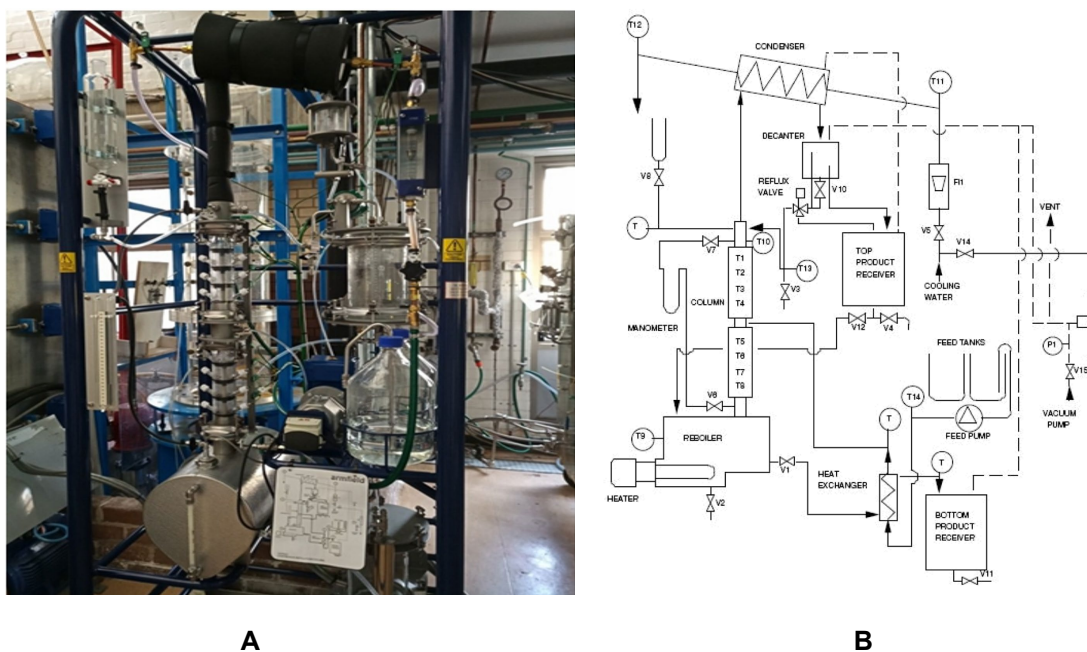 armfield
T12
CONDENSER
T11
DECANTER
V10
V8
REFLUX
VALVE
FI1
VENT
V5
V14
T
V7
T10
T1
T2
T3
T4
T13
V3
TOP
PRODUCT
RECEIVER
COOLING
WATER
COLUMN
MANOMETER
V12
V4
P1
V15
VACUUM
PUMP
T5
T6
T7
T8
FEED TANKS
T14
FEED PUMP
V6
T9
REBOILER
T
V1
HEAT
EXCHANGER
T
HEATER
V2
BOTTOM
PRODUCT
RECEIVER
V11
A
B